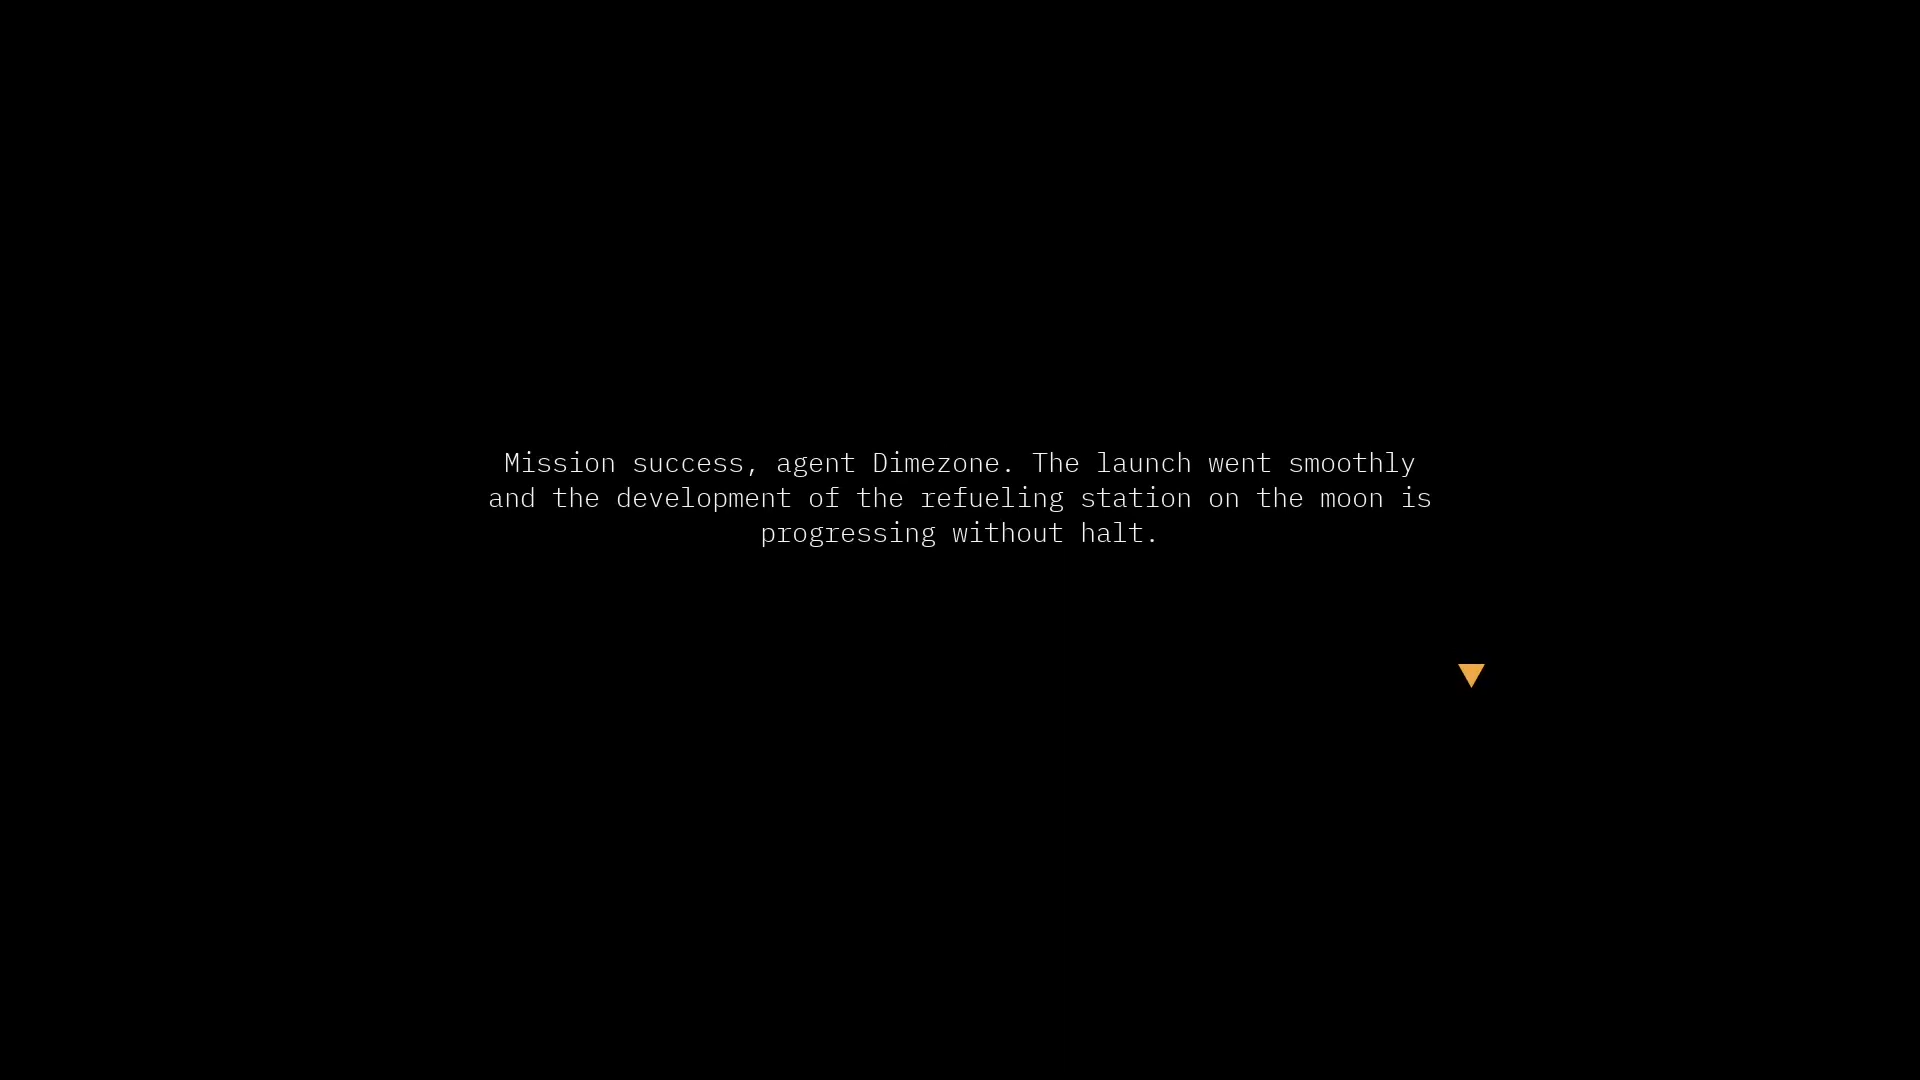 Mission success, agent Dimezone. The launch went smoothly
and the development of the refueling station on the moon is
progressing without halt.